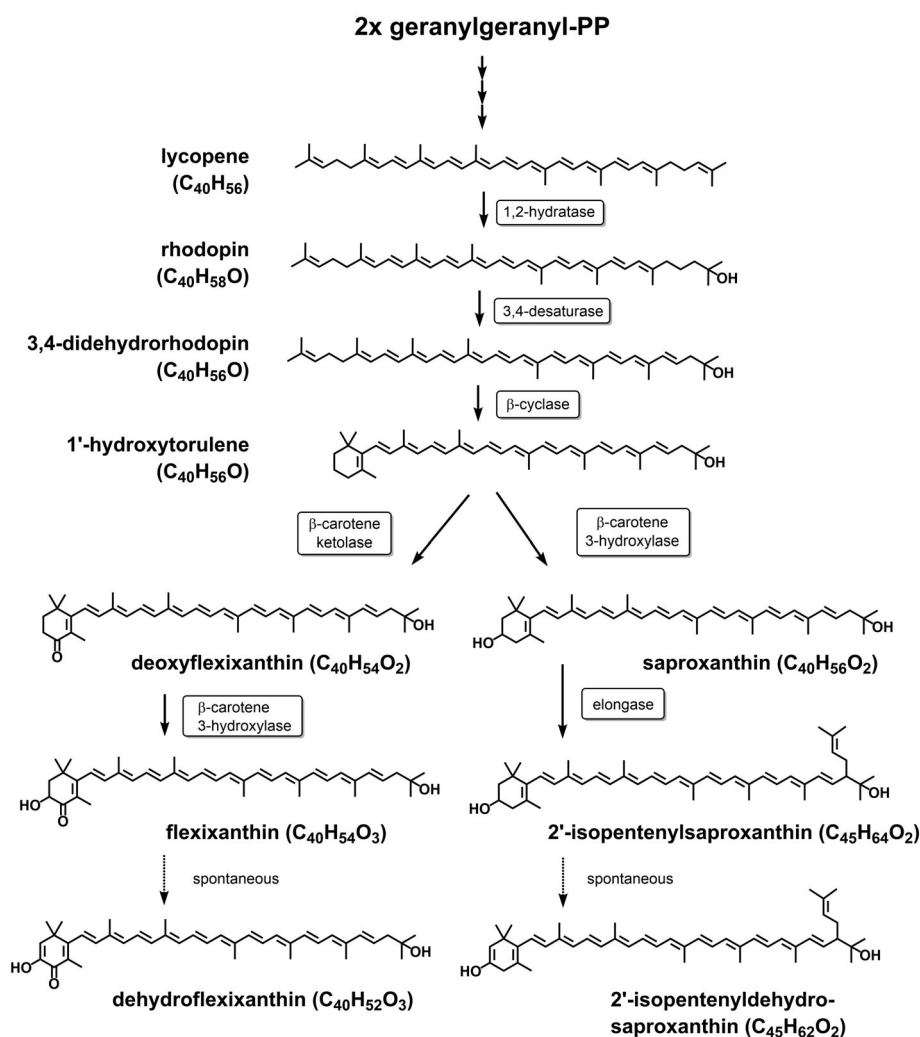 2x geranylgeranyl-PP
lycopene
(C₄₀H₅₆)
1,2-hydratase
rhodopin
(C₄₀H₅₈O)
OH
3,4-desaturase
3,4-didehydrorhodopin
(C₄₀H₅₆O)
OH
β-cyclase
1'-hydroxytorulene
(C₄₀H₅₆O)
OH
β-carotene
ketolase
β-carotene
3-hydroxylase
O
OH
deoxyflexixanthin (C₄₀H₅₄O₂)
HO
OH
saproxanthin (C₄₀H₅₆O₂)
β-carotene
3-hydroxylase
elongase
HO
O
OH
flexixanthin (C₄₀H₅₄O₃)
HO
OH
2'-isopentenylsaproxanthin (C₄₅H₆₄O₂)
spontaneous
spontaneous
HO
O
OH
dehydroflexixanthin (C₄₀H₅₂O₃)
HO
OH
2'-isopentenyldehydro-
saproxanthin (C₄₅H₆₂O₂)